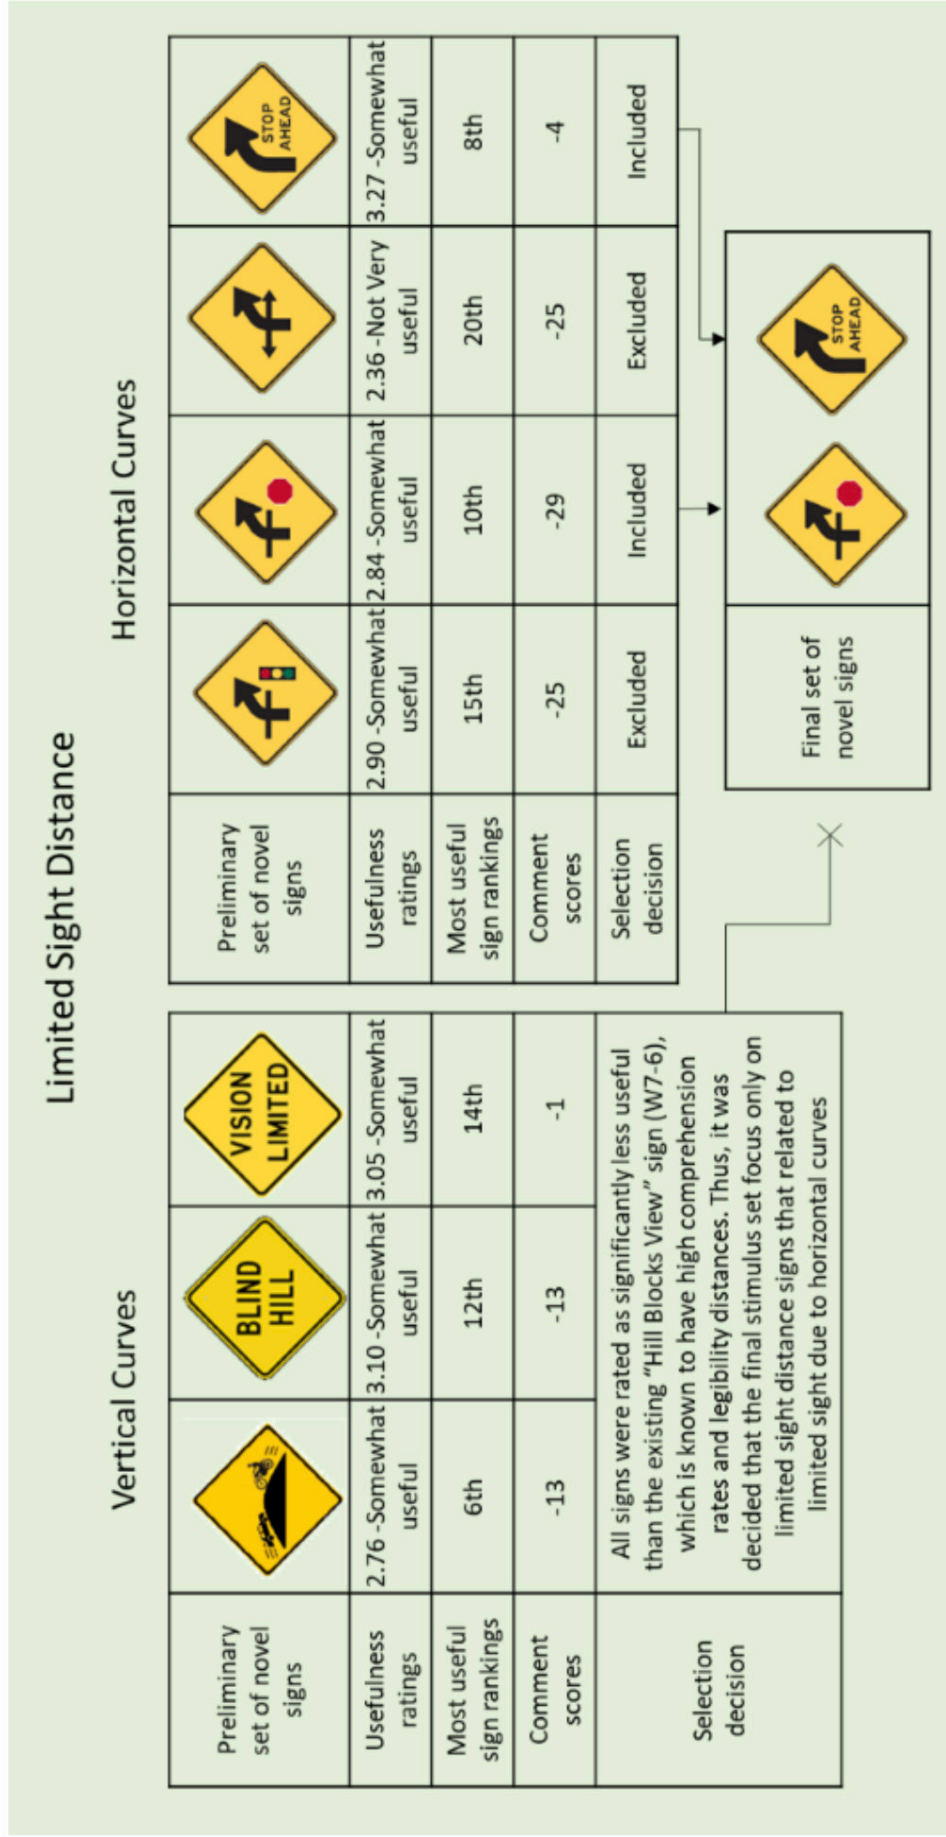 Limited Sight Distance
Vertical Curves
Preliminary
set of novel
signs
BLIND
HILL
VISION
LIMITED
Usefulness
ratings
2.76 -Somewhat
useful
3.10 -Somewhat
useful
3.05 -Somewhat
useful
Most useful
sign rankings
6th
12th
14th
Comment
scores
-13
-13
-1
Selection
decision
All signs were rated as significantly less useful
than the existing “Hill Blocks View” sign (W7-6),
which is known to have high comprehension
rates and legibility distances. Thus, it was
decided that the final stimulus set focus only on
limited sight distance signs that related to
limited sight due to horizontal curves
Horizontal Curves
Preliminary
set of novel
signs
STOP
AHEAD
Usefulness
ratings
2.90 -Somewhat
useful
2.84 -Somewhat
useful
2.36 -Not Very
useful
3.27 -Somewhat
useful
Most useful
sign rankings
15th
10th
20th
8th
Comment
scores
-25
-29
-25
-4
Selection
decision
Excluded
Included
Excluded
Included
Final set of
novel signs
STOP
AHEAD